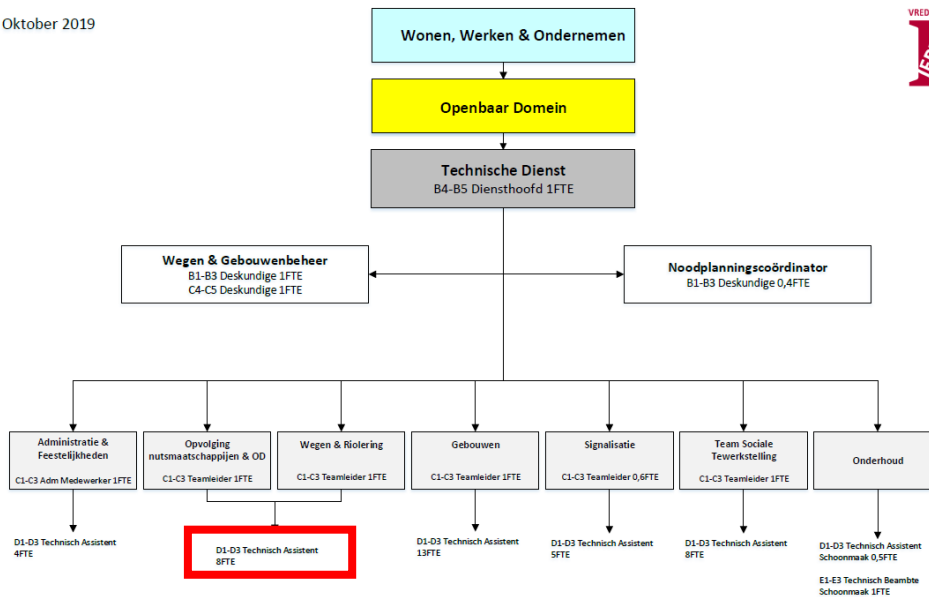 Oktober 2019
VRED
Wonen, Werken & Ondernemen
Openbaar Domein
Technische Dienst
B4-B5 Diensthoofd 1FTE
Wegen & Gebouwenbeheer
B1-B3 Deskundige 1FTE
C4-C5 Deskundige 1FTE
Noodplanningscoördinator
B1-B3 Deskundige 0,4FTE
Administratie &
Feestelijkheden
C1-C3 Adm Medewerker 1FTE
Opvolging
nutsmaatschappijen & OD
C1-C3 Teamleider 1FTE
Wegen & Riolering
C1-C3 Teamleider 1FTE
Gebouwen
C1-C3 Teamleider 1FTE
Signalisatie
C1-C3 Teamleider 0,6FTE
Team Sociale
Tewerkstelling
C1-C3 Teamleider 1FTE
Onderhoud
D1-D3 Technisch Assistent
4FTE
D1-D3 Technisch Assistent
8FTE
D1-D3 Technisch Assistent
13FTE
D1-D3 Technisch Assistent
5FTE
D1-D3 Technisch Assistent
8FTE
D1-D3 Technisch Assistent
Schoonmaak 0,5FTE
E1-E3 Technisch Beambte
Schoonmaak 1FTE